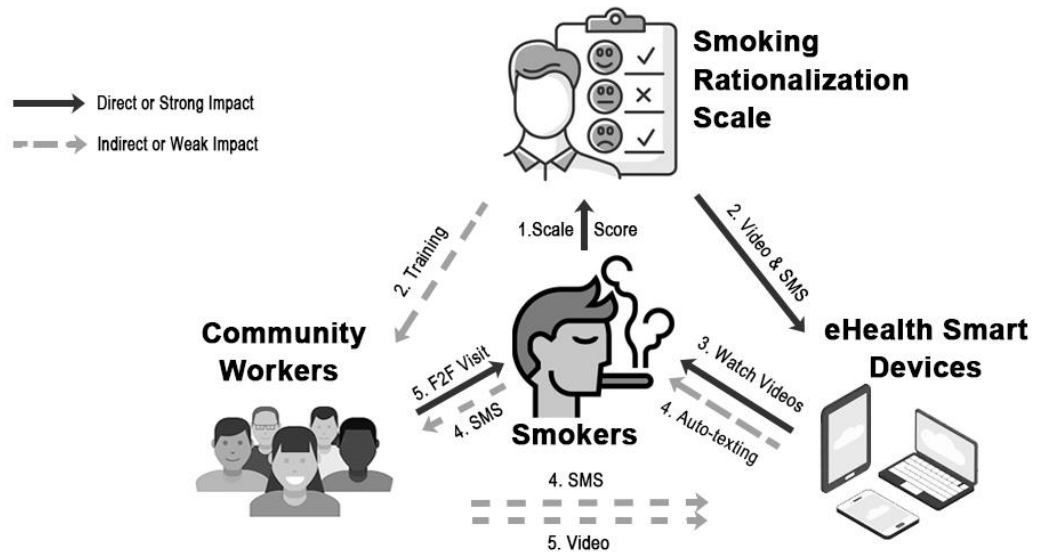 Smoking
Rationalization
Scale
Direct or Strong Impact
Indirect or Weak Impact
1.Scale Score
2. Training
2. Video & SMS
Community
Workers
eHealth Smart
Devices
5. F2F Visit
4. SMS
3. Watch Videos
4. Auto-texting
Smokers
4. SMS
5. Video